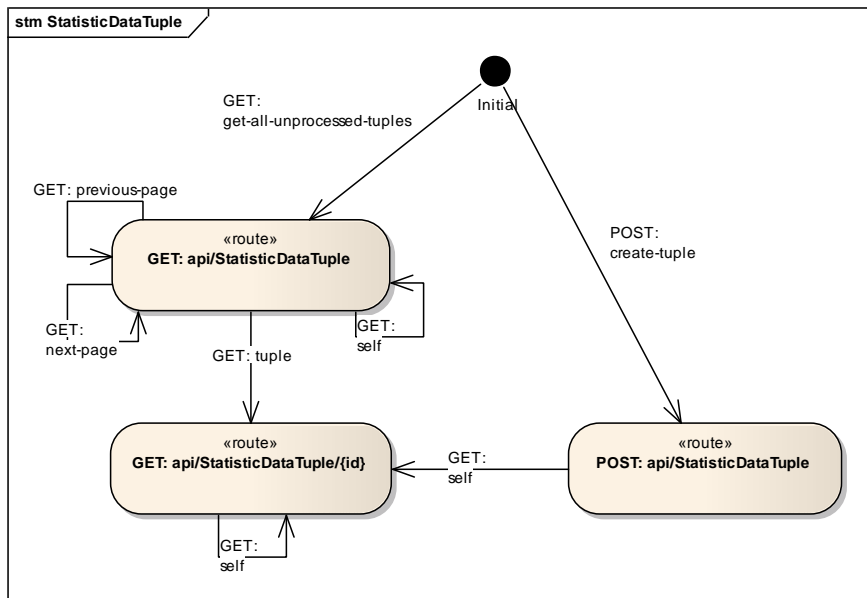 stm StatisticDataTuple
Initial
GET:
get-all-unprocessed-tuples
GET: previous-page
POST:
create-tuple
«route»
GET: api/StatisticDataTuple
GET:
next-page
GET:
self
GET: tuple
«route»
GET: api/StatisticDataTuple/{id}
GET:
self
«route»
POST: api/StatisticDataTuple
GET:
self